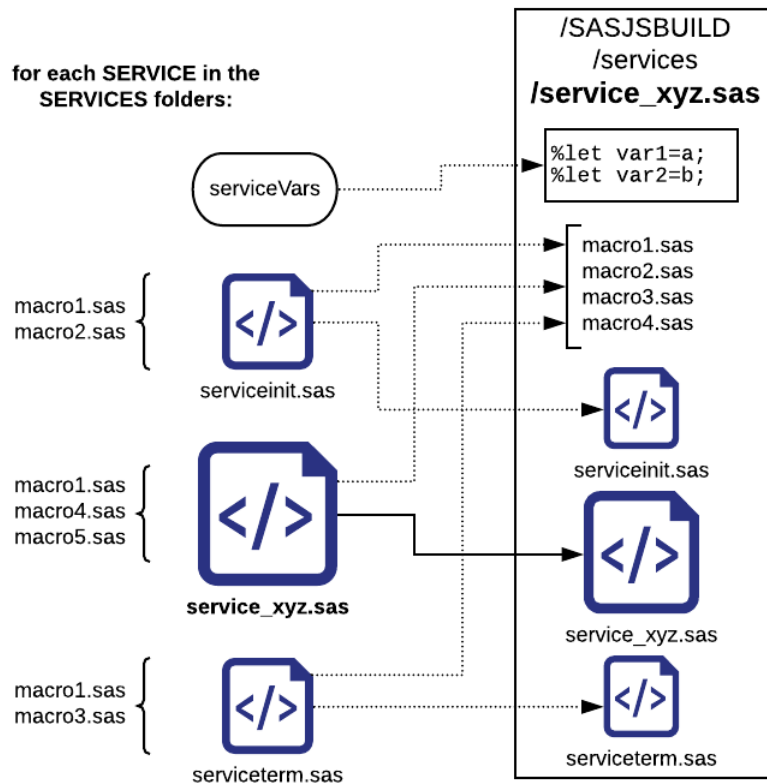 for each SERVICE in the
SERVICES folders:
serviceVars
macro1.sas
macro2.sas
</>
serviceinit.sas
macro1.sas
macro4.sas
macro5.sas
</>
service_xyz.sas
macro1.sas
macro3.sas
</>
serviceterm.sas
/SASJSBUILD
/services
/service_xyz.sas
%let var1=a;
%let var2=b;
macro1.sas
macro2.sas
macro3.sas
macro4.sas
</>
serviceinit.sas
</>
service_xyz.sas
</>
serviceterm.sas